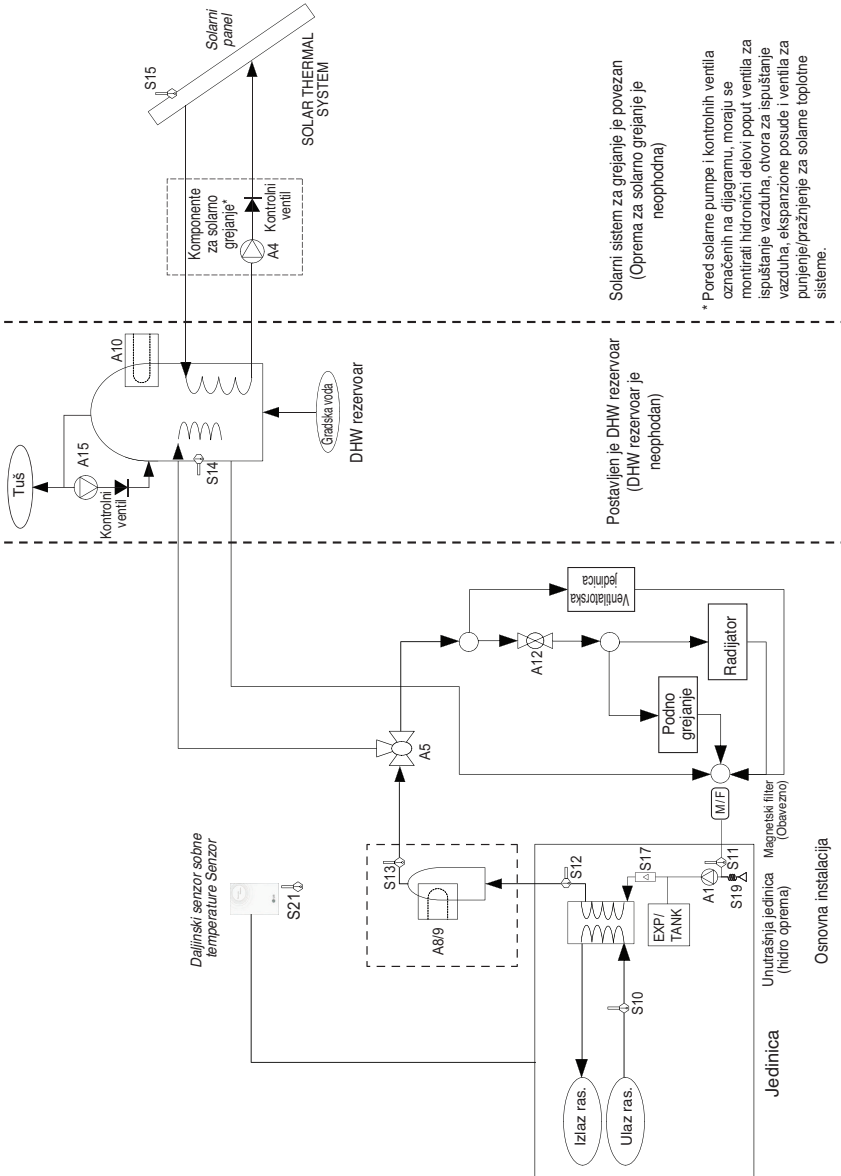 Solarni
panel
S15
SOLAR THERMAL
SYSTEM
Komponente
za solarno
grejanje*
Kontrolni
ventil
A4
Solarni sistem za grejanje je povezan
(Oprema za solarno grejanje je
neophodna)
* Pored solarne pumpe i kontrolnih ventila
označenih na dijagramu, moraju se
montirati hidronični delovi poput ventila za
ispuštanje vazduha, otvora za ispuštanje
vazduha, ekspanzione posude i ventila za
punjenje/pražnjenje za solarne toplotne
sisteme.
Tuš
A15
Kontrolni
ventil
A10
S14
Gradska voda
DHW rezervoar
Postavljen je DHW rezervoar
(DHW rezervoar je
neophodan)
Daljinski senzor sobne
temperature Senzor
S21
S13
A8/9
A5
A12
Ventilatorska
jedinica
Radijator
Podno
grejanje
M/F
Magnetski filter
(Obavezno)
S12
S17
S11
A1
S19
EXP/
TANK
S10
Izlaz ras.
Ulaz ras.
Unutrašnja jedinica
(hidro oprema)
Jedinica
Osnovna instalacija